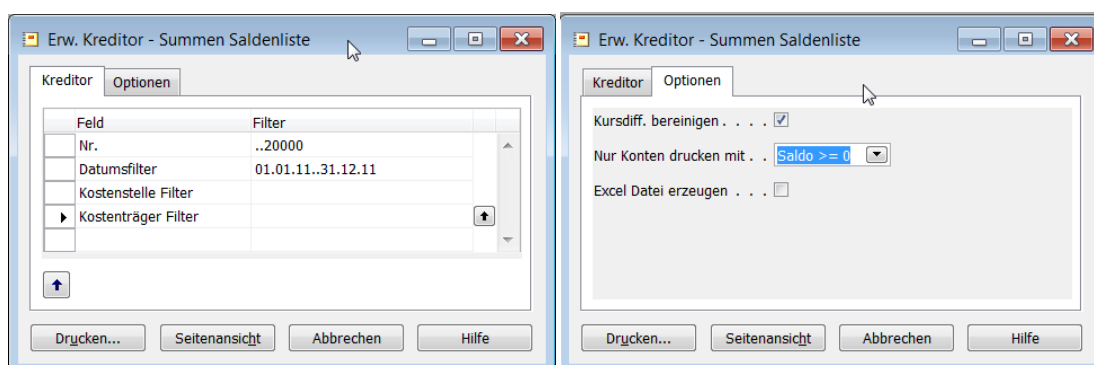 Erw. Kreditor - Summen Saldenliste
Kreditor Optionen
Feld Filter
Nr. ..20000
Datumsfilter 01.01.11..31.12.11
Kostenstelle Filter
Kostenträger Filter
Drucken... Seitenansicht Abbrechen Hilfe
Erw. Kreditor - Summen Saldenliste
Kreditor Optionen
Kursdiff. bereinigen . . . .
Nur Konten drucken mit . . Saldo >= 0
Excel Datei erzeugen . . .
Drucken... Seitenansicht Abbrechen Hilfe